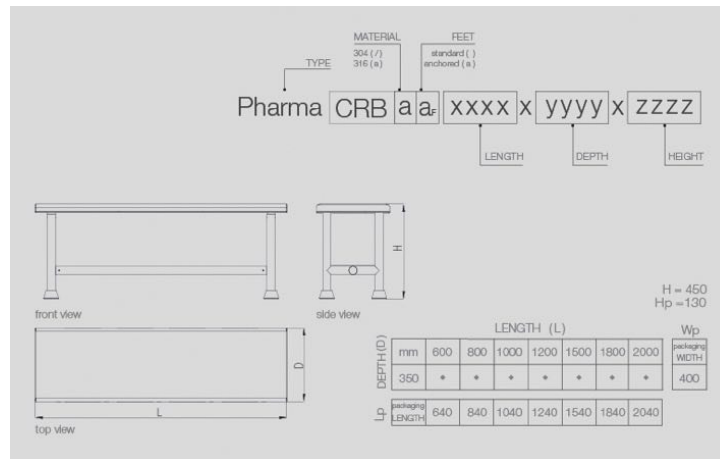 MATERIAL
304 ( / )
316 ( a )
FEET
standard ( )
anchored ( a )
TYPE
Pharma CRB a aF xxxx x yyyy x zzzz
LENGTH
DEPTH
HEIGHT
H
front view
side view
H = 450
Hp =130
D
L
top view
LENGTH (L)
Wp
DEPTH (D)
mm 600 800 1000 1200 1500 1800 2000
packaging
WIDTH
350 * * * * * * *
400
Lp
packaging
LENGTH
640 840 1040 1240 1540 1840 2040